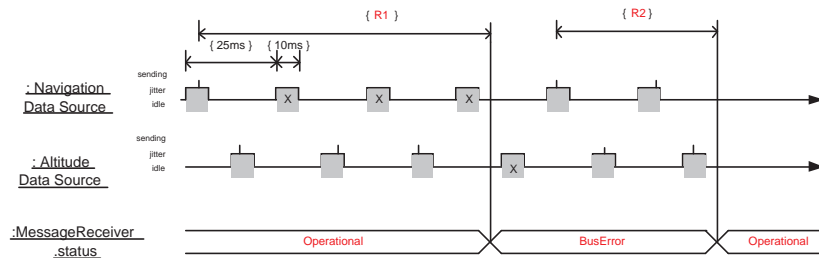 { R1 }
{ R2 }
{ 25ms }
{ 10ms }
sending
jitter
idle
: Navigation
Data Source
X
X
X
sending
jitter
idle
: Altitude
Data Source
X
:MessageReceiver
.status
Operational
BusError
Operational